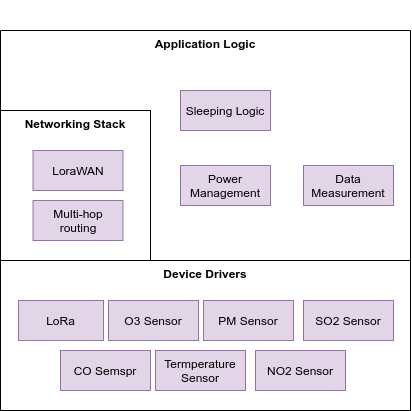 Application Logic
Sleeping Logic
Networking Stack
LoraWAN
Power
Management
Data
Measurement
Multi-hop
routing
Device Drivers
LoRa
O3 Sensor
PM Sensor
SO2 Sensor
CO Semspr
Termperature
Sensor
NO2 Sensor